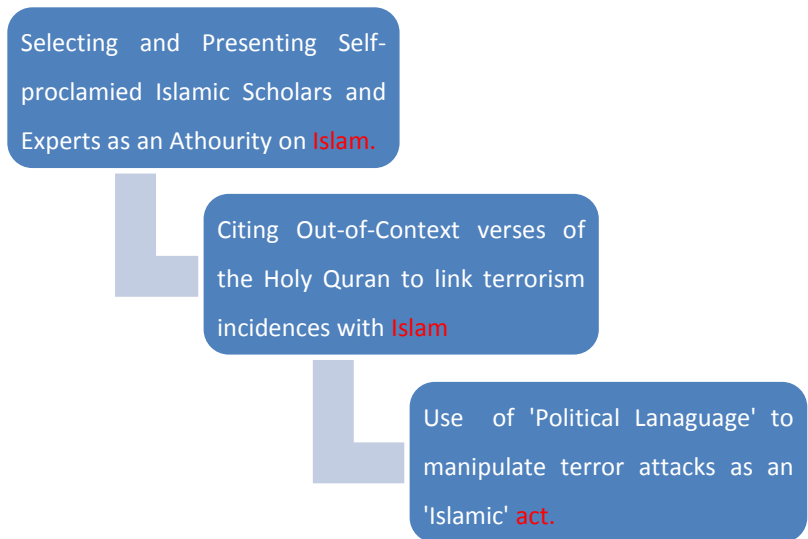 Selecting and Presenting Self-
proclamied Islamic Scholars and
Experts as an Athourity on Islam.
Citing Out-of-Context verses of
the Holy Quran to link terrorism
incidences with Islam
Use of 'Political Lanaguage' to
manipulate terror attacks as an
'Islamic' act.